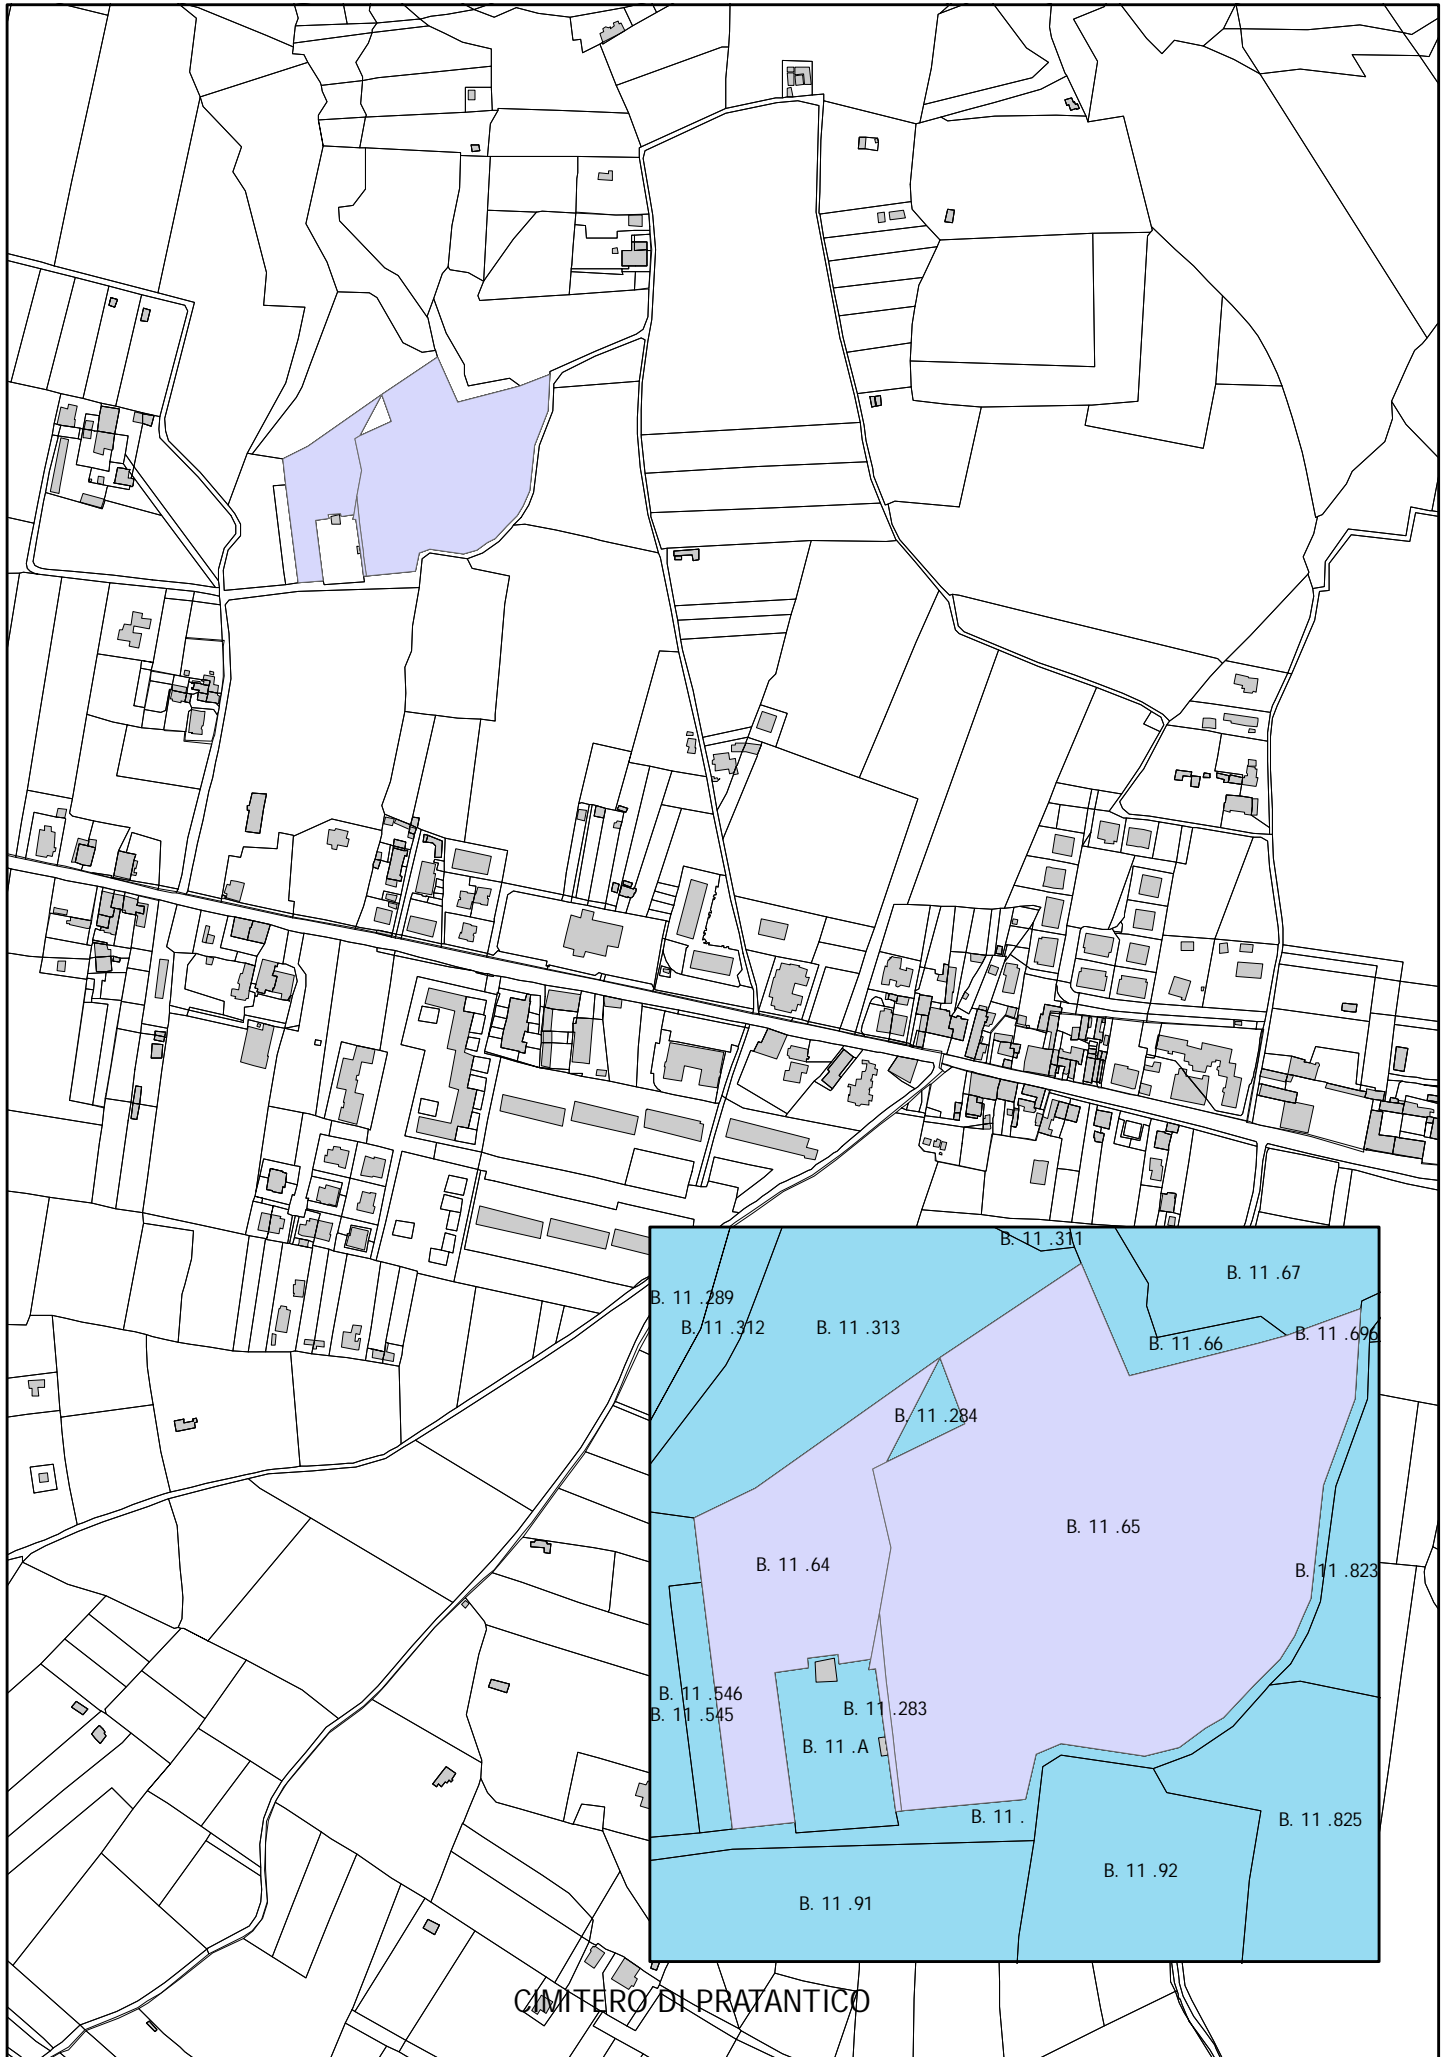 B. 11 .311
B. 11 .67
B. 11 .289
B. 11 .312
B. 11 .313
B. 11 .696
B. 11 .66
B. 11 .284
B. 11 .65
B. 11 .64
B. 11 .823
B. 11 .546
B. 11 .545
B. 11 .283
B. 11 .A
B. 11 .
B. 11 .825
B. 11 .92
B. 11 .91
CIMITERO DI PRATANTICO